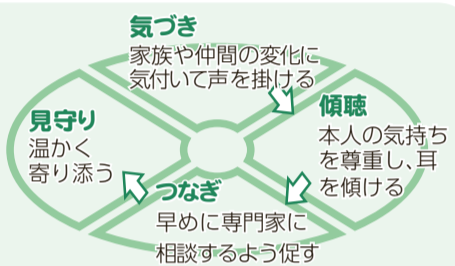 気づき
家族や仲間の変化に
気付いて声を掛ける
傾聴
本人の気持ち
を尊重し、耳
を傾ける
つなぎ
早めに専門家に
相談するよう促す
見守り
温かく
寄り添う